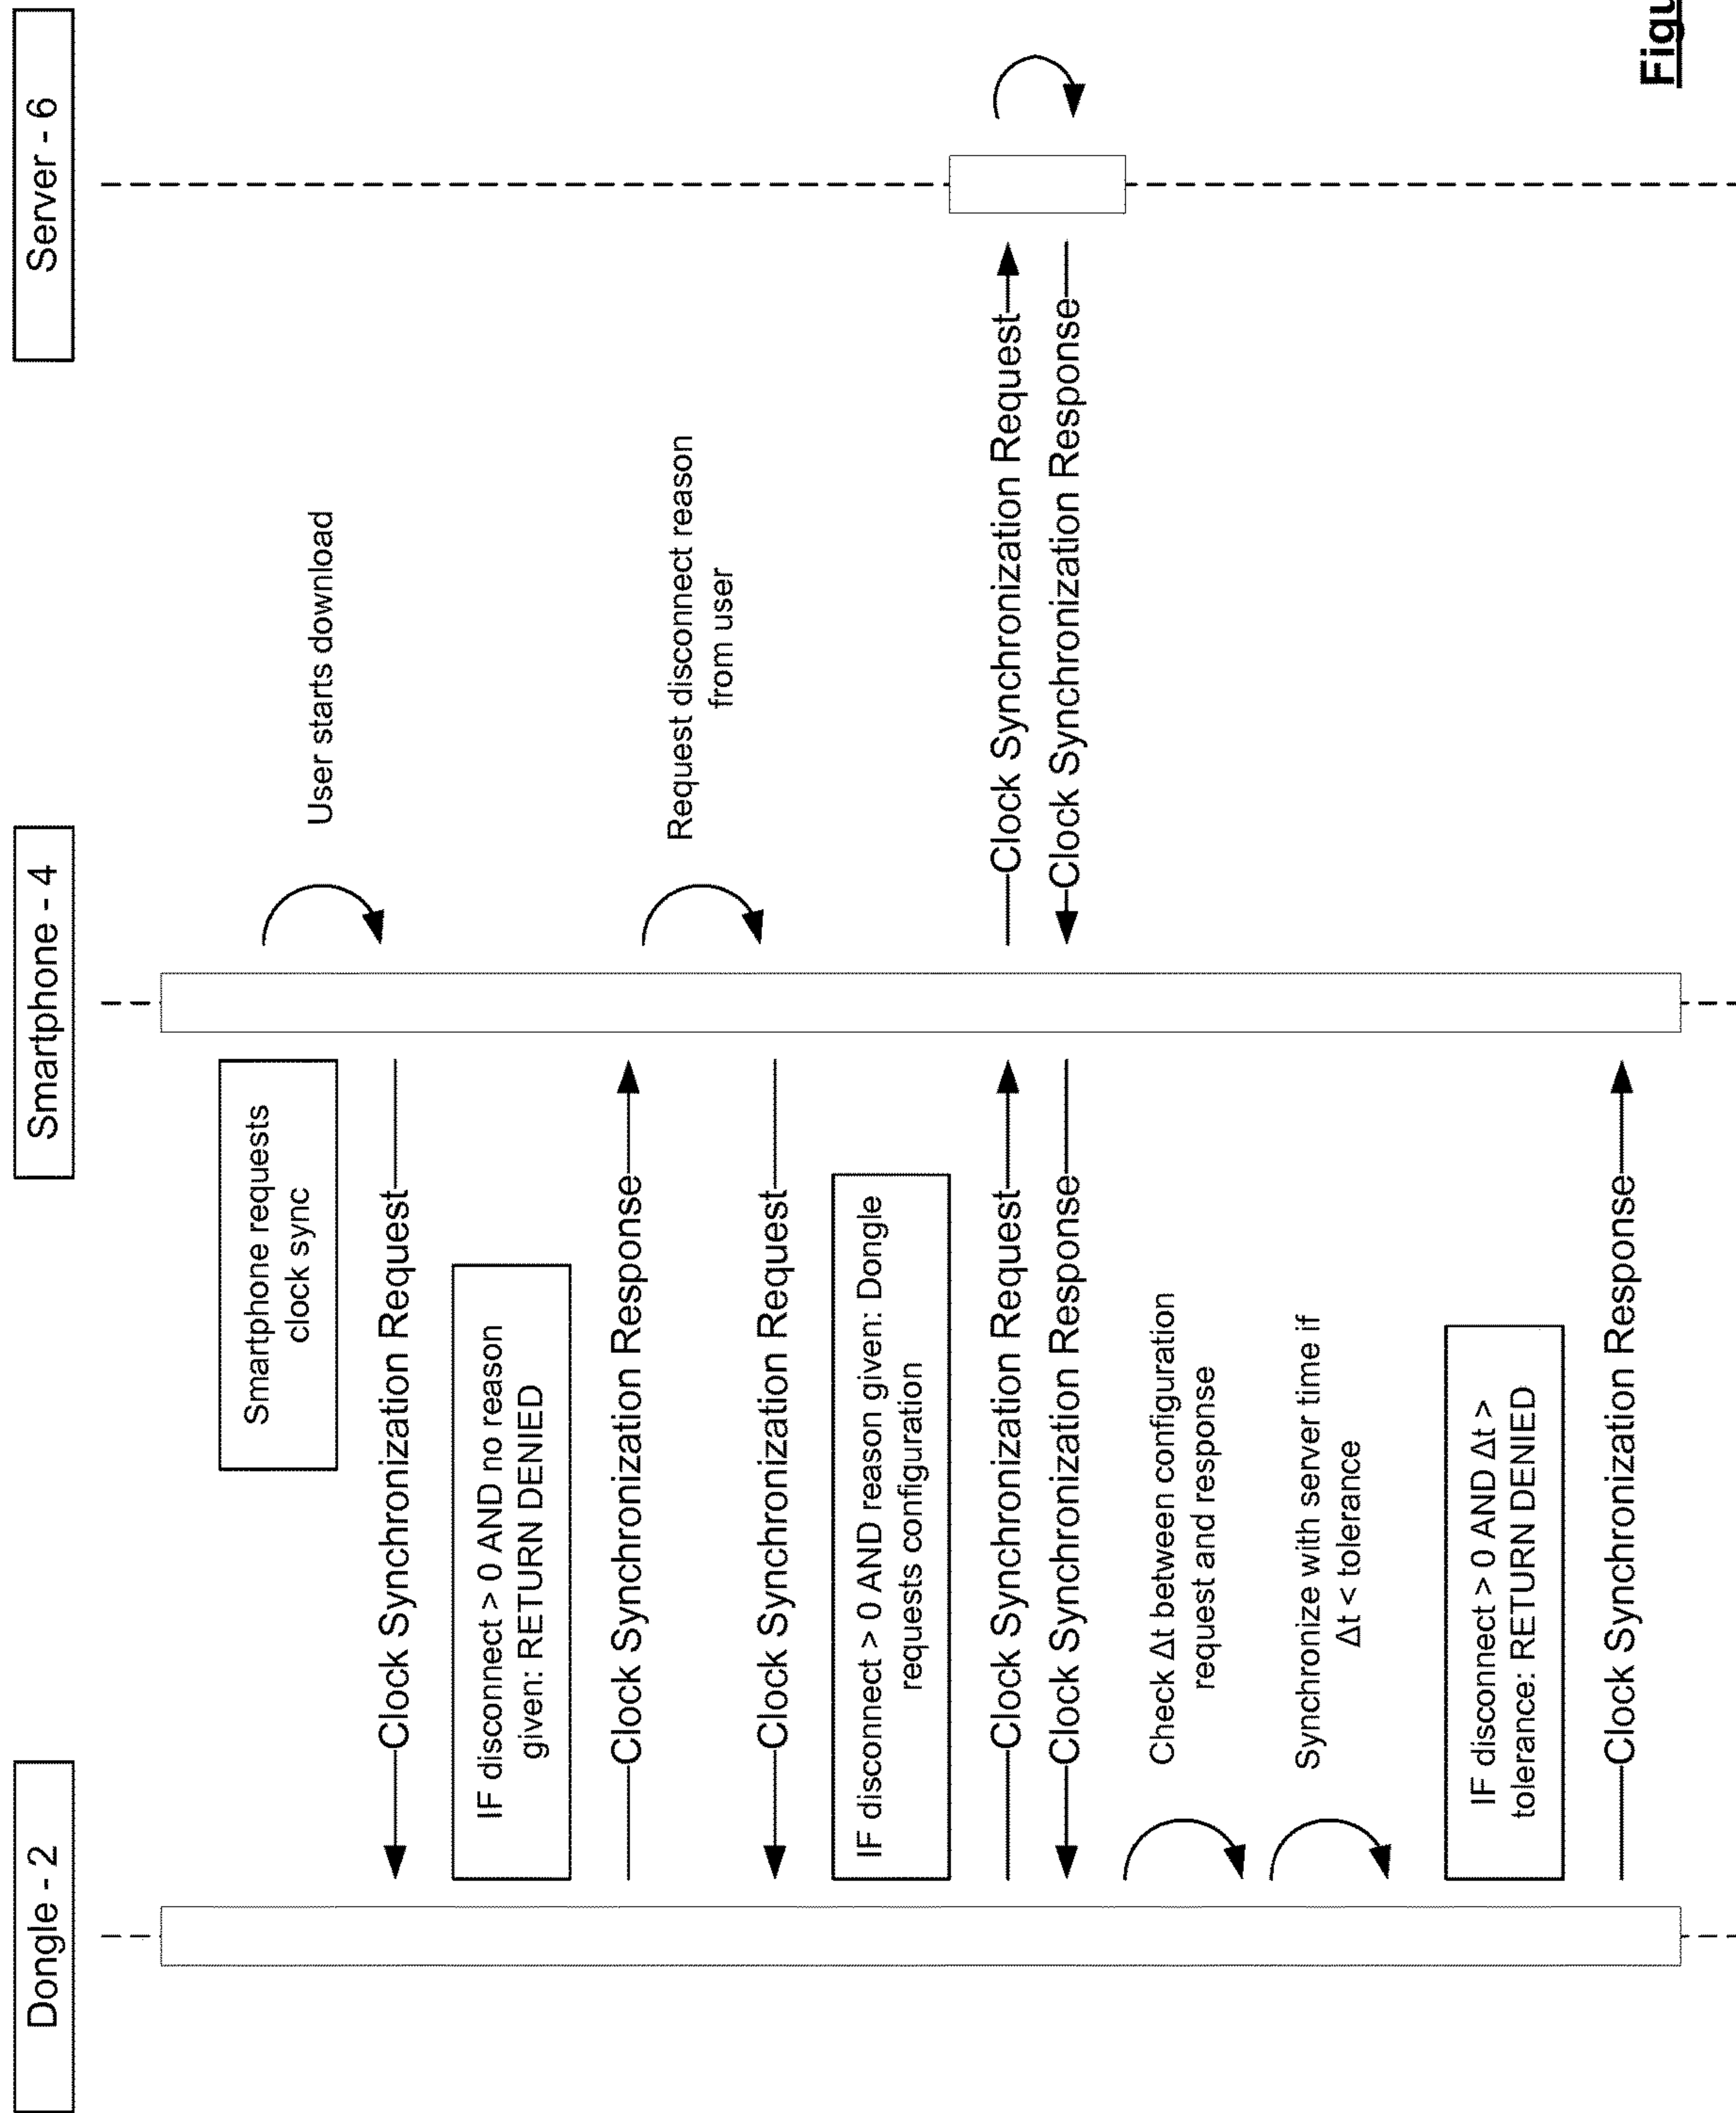 Dongle - 2
Smartphone - 4
Server - 6
Smartphone requests
clock sync
User starts download
Clock Synchronization Request
IF disconnect > 0 AND no reason
given: RETURN DENIED
Clock Synchronization Response
Request disconnect reason
from user
Clock Synchronization Request
IF disconnect > 0 AND reason given: Dongle
requests configuration
Clock Synchronization Request
Clock Synchronization Request
Clock Synchronization Response
Clock Synchronization Response
Check Δt between configuration
request and response
Synchronize with server time if
Δt < tolerance
IF disconnect > 0 AND Δt >
tolerance: RETURN DENIED
Clock Synchronization Response